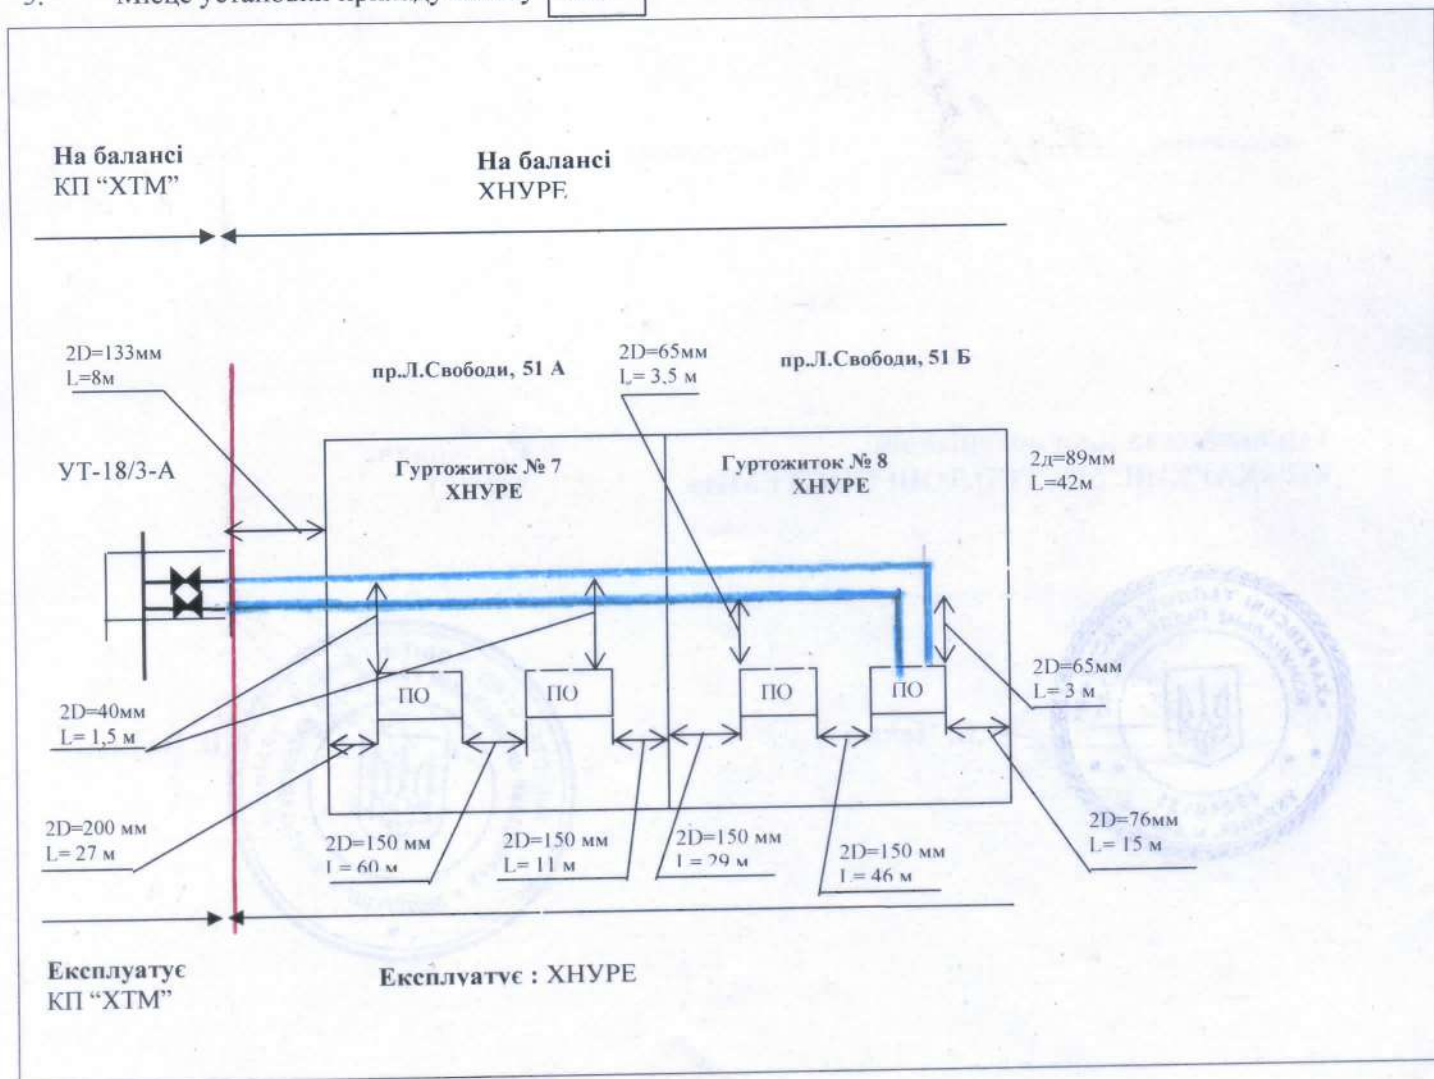 Місце установки приладу
На балансі
КП “ХТМ”
На балансі
ХНУРЕ
2D=133мм
L=8м
пр.Л.Свободи, 51 А
2D=65мм
L= 3,5 м
пр.Л.Свободи, 51 Б
УТ-18/3-А
Гуртожиток № 7
ХНУРЕ
Гуртожиток № 8
ХНУРЕ
2д=89мм
L=42м
ПО
ПО
ПО
ПО
2D=65мм
L= 3 м
2D=40мм
L= 1,5 м
2D=200 мм
L= 27 м
2D=150 мм
L= 60 м
2D=150 мм
L= 11 м
2D=150 мм
L = 29 м
2D=150 мм
L= 46 м
2D=76мм
L= 15 м
Експлуатує
КП “ХТМ”
Експлуатує : ХНУРЕ